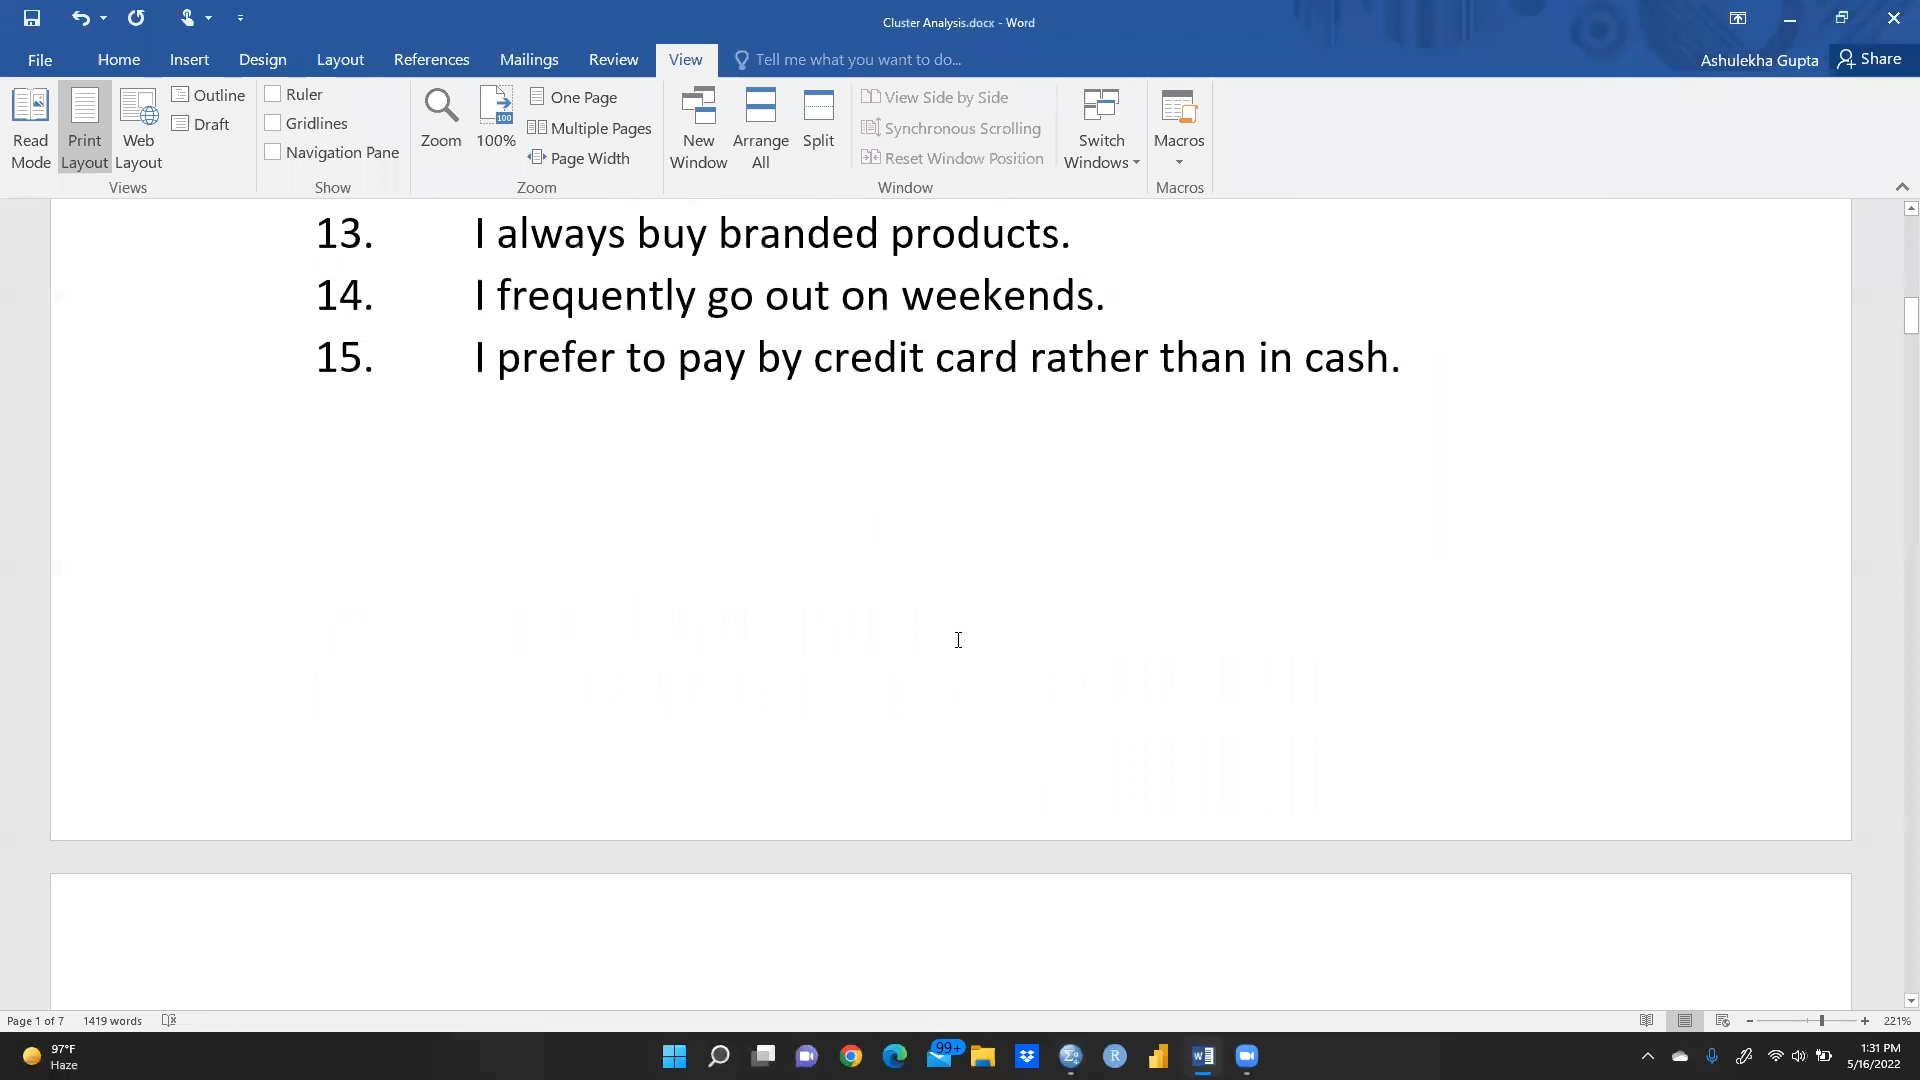 Cluster Analysis.docx - Word
File Home Insert Design Layout References Mailings Review View Tell me what you want to do... Ashulekha Gupta Share
Read Mode
Print Layout
Web Layout
Outline
Draft
Views
Ruler
Gridlines
Navigation Pane
Show
Zoom
100
100%
One Page
Multiple Pages
Page Width
Zoom
New Window
Arrange All
Split
View Side by Side
Synchronous Scrolling
Reset Window Position
Window
Switch Windows
Macros
Macros
13. I always buy branded products.
14. I frequently go out on weekends.
15. I prefer to pay by credit card rather than in cash.
Page 1 of 7 1419 words 221%
97°F
Haze
99+
R
1:31 PM
5/16/2022